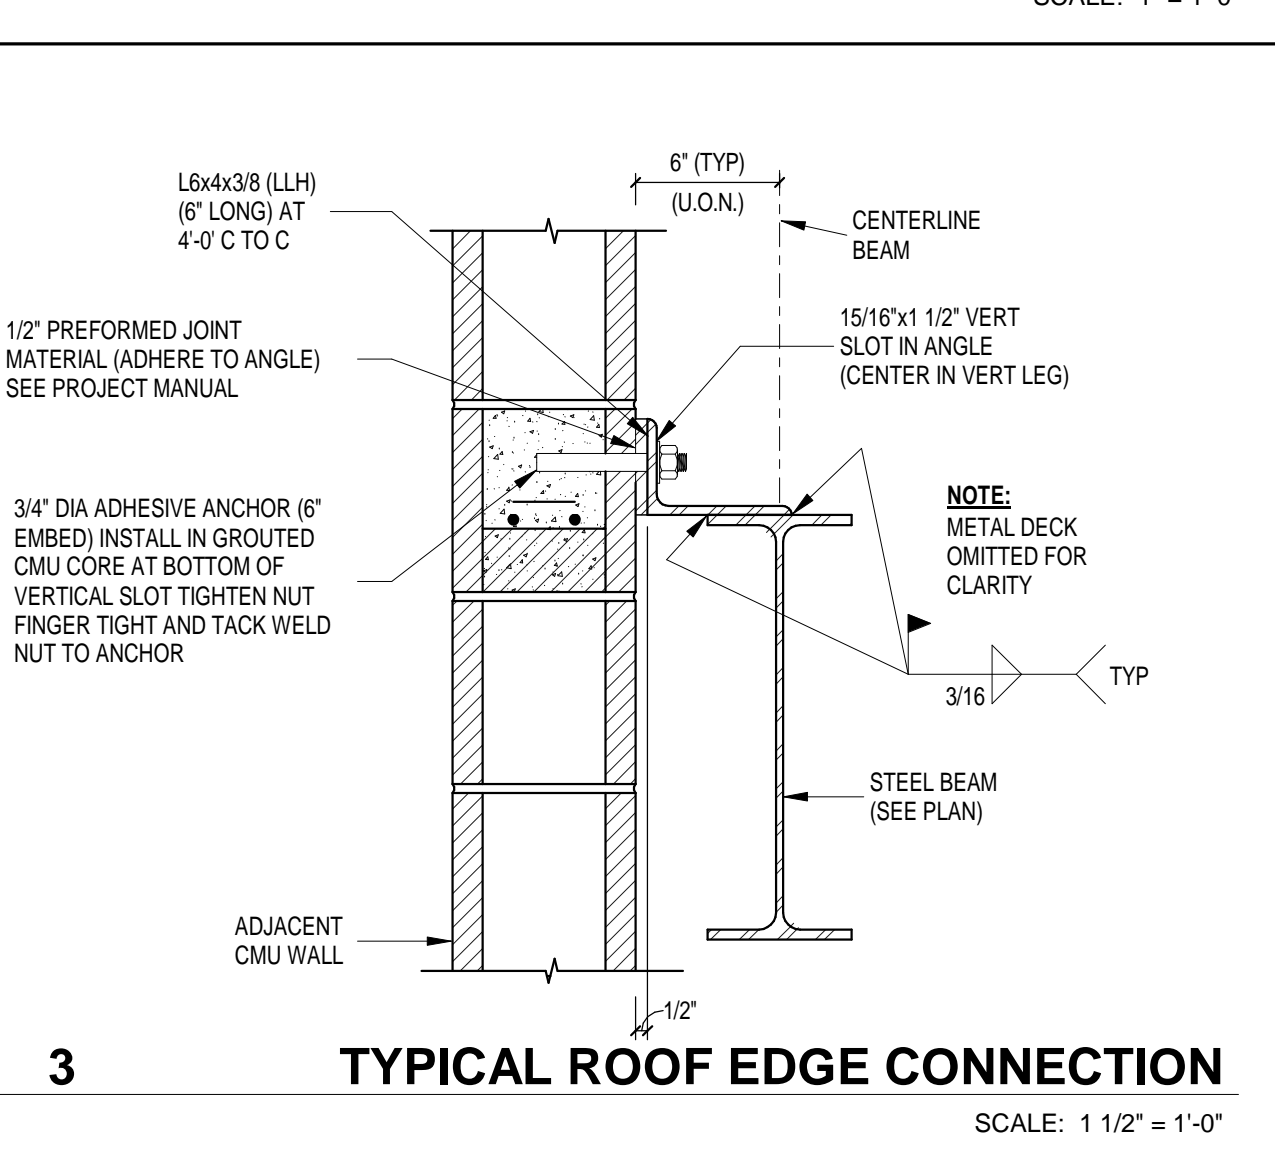 6" (TYP)
(U.O.N.)
L6x4x3/8 (LLH)
(6" LONG) AT
4'-0' C TO C
CENTERLINE
BEAM
1/2" PREFORMED JOINT
MATERIAL (ADHERE TO ANGLE)
SEE PROJECT MANUAL
15/16"x1 1/2" VERT
SLOT IN ANGLE
(CENTER IN VERT LEG)
3/4" DIA ADHESIVE ANCHOR (6"
EMBED) INSTALL IN GROUTED
CMU CORE AT BOTTOM OF
VERTICAL SLOT TIGHTEN NUT
FINGER TIGHT AND TACK WELD
NUT TO ANCHOR
NOTE:
METAL DECK
OMITTED FOR
CLARITY
3/16
TYP
STEEL BEAM
(SEE PLAN)
ADJACENT
CMU WALL
1/2"
3 TYPICAL ROOF EDGE CONNECTION
SCALE: 1 1/2" = 1'-0"